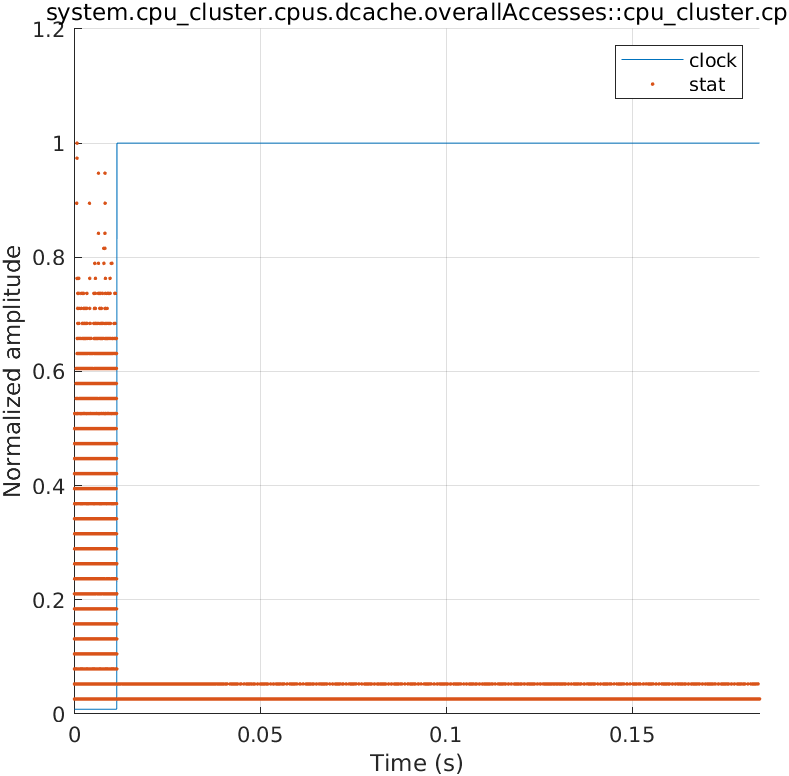 system.cpu_cluster.cpus.dcache.overallAccesses::cpu_cluster.cp
1.2
1
0.8
0.6
0.4
0.2
0
Normalized amplitude
clock
stat
0
0.05
0.1
0.15
Time (s)